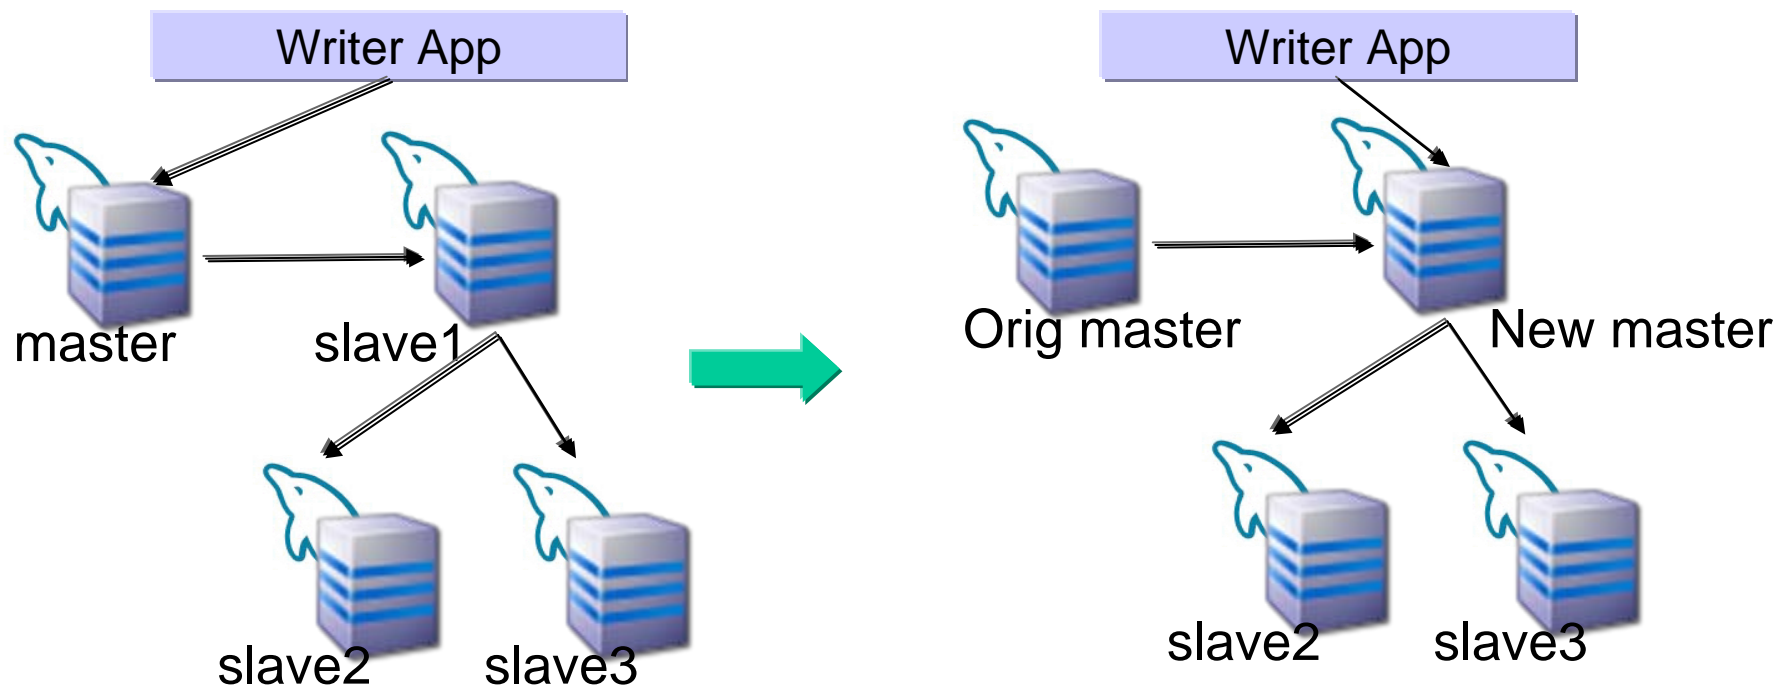 Writer App
master
slave1
slave2
slave3
Writer App
Orig master
New master
slave2
slave3